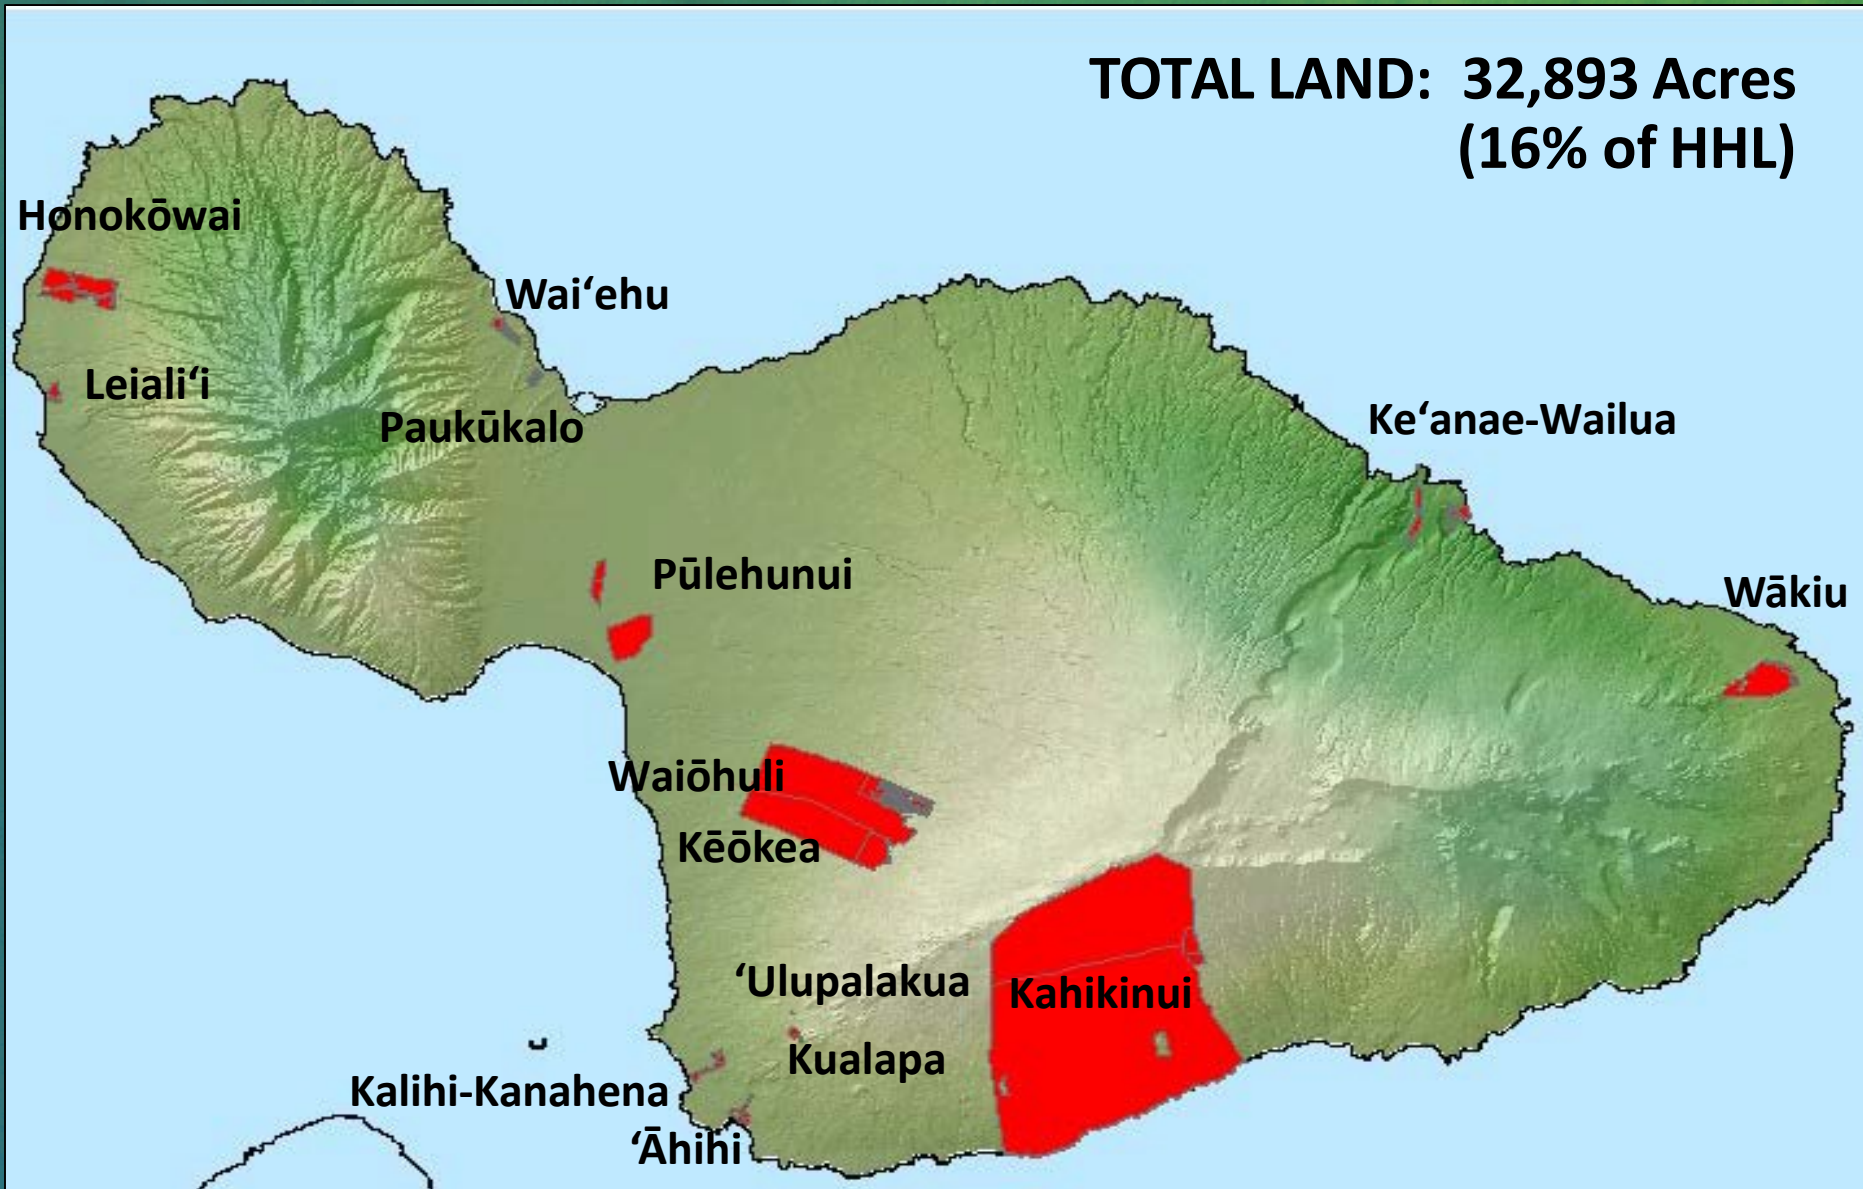 TOTAL LAND: 32,893 Acres
(16% of HHL)
Honokōwai
Waiʻehu
Leialiʻi
Paukūkalo
Keʻanae-Wailua
Pūlehunui
Wākiu
Waiōhuli
Kēōkea
ʻUlupalakua
Kahikinui
Kualapa
Kalihi-Kanahena
ʻĀhihi